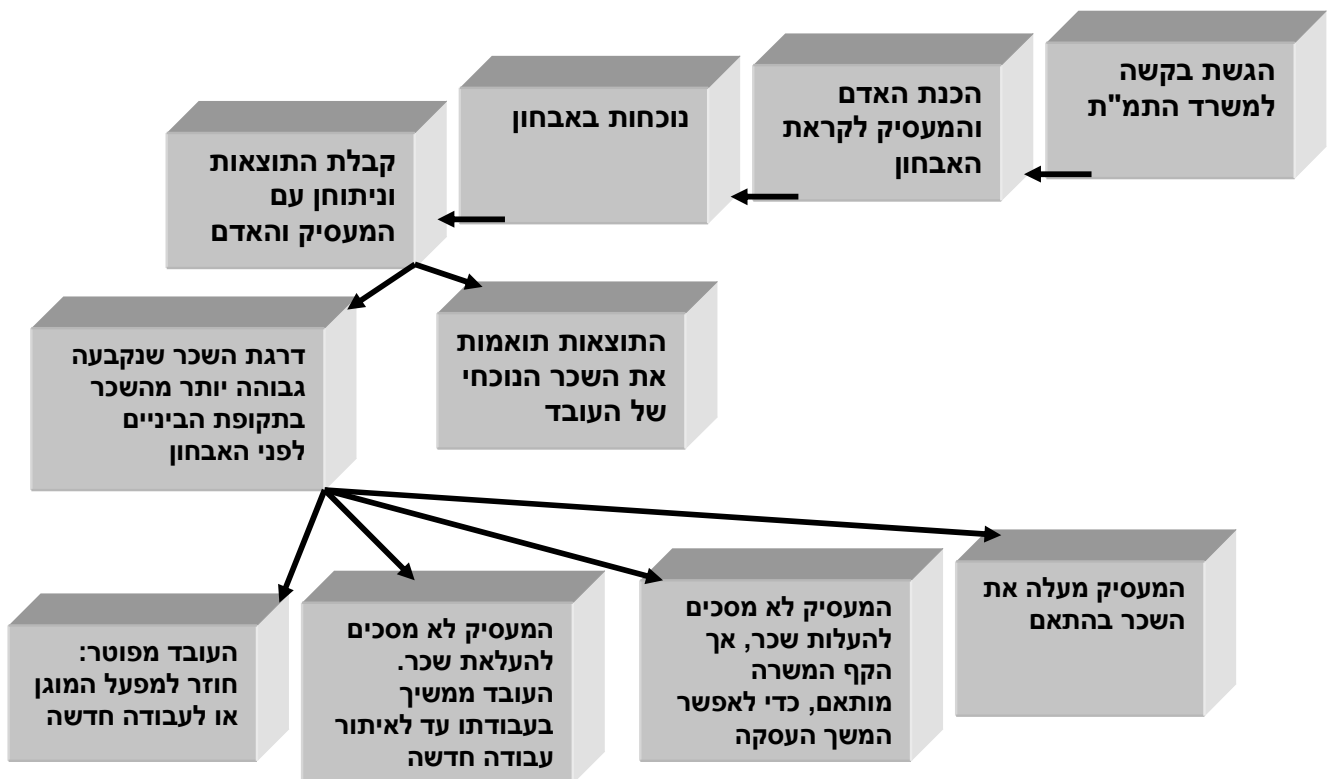 הגשת בקשה
למשרד התמ"ת
הכנת האדם
והמעסיק לקראת
האבחון
נוכחות באבחון
קבלת התוצאות
וניתוחן עם
המעסיק והאדם
התוצאות תואמות
את השכר הנוכחי
של העובד
דרגת השכר שנקבעה
גבוהה יותר מהשכר
בתקופת הביניים
לפני האבחון
המעסיק מעלה את
השכר בהתאם
המעסיק לא מסכים
להעלות שכר, אך
הקף המשרה
מותאם, כדי לאפשר
המשך העסקה
המעסיק לא מסכים
להעלאת שכר.
העובד ממשיך
בעבודתו עד לאיתור
עבודה חדשה
העובד מפוטר:
חוזר למפעל המוגן
או לעבודה חדשה